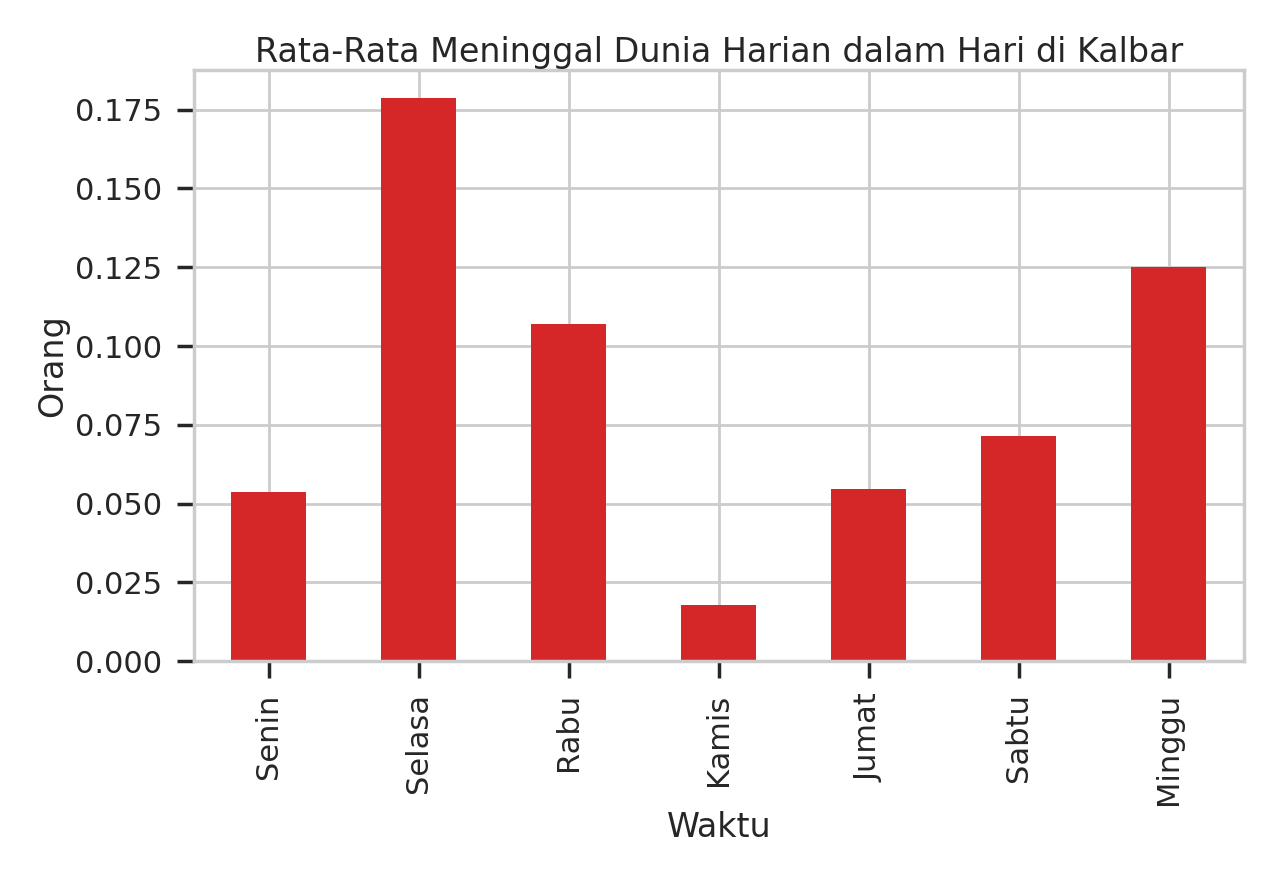 Rata-Rata Meninggal Dunia Harian dalam Hari di Kalbar
0.175
0.150
0.125
0.100
0.075
0.050
0.025
0.000
Orang
Senin
Selasa
Rabu
Kamis
Jumat
Sabtu
Minggu
Waktu